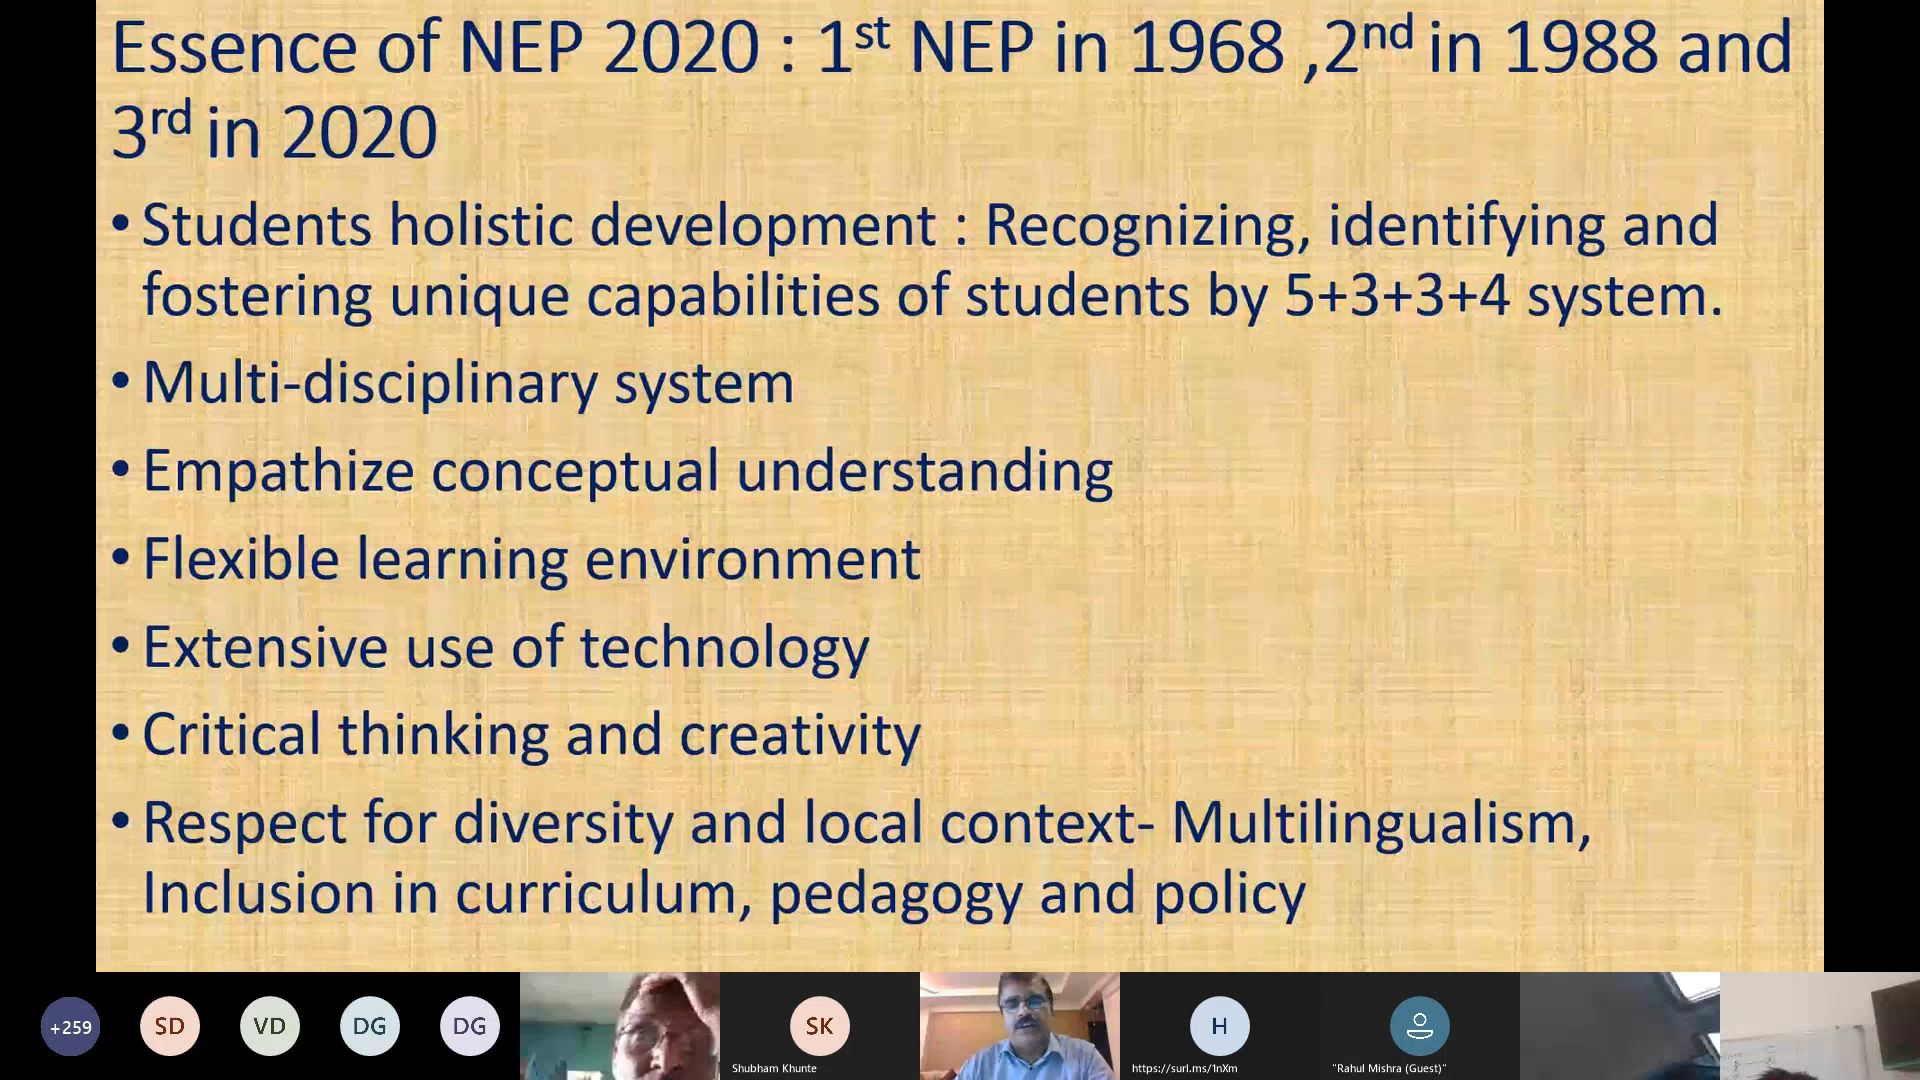 Essence of NEP 2020 : 1st NEP in 1968 ,2nd in 1988 and
3rd in 2020
• Students holistic development : Recognizing, identifying and
fostering unique capabilities of students by 5+3+3+4 system.
• Multi-disciplinary system
• Empathize conceptual understanding
• Flexible learning environment
• Extensive use of technology
• Critical thinking and creativity
• Respect for diversity and local context- Multilingualism,
Inclusion in curriculum, pedagogy and policy
+259 SD VD DG DG SK H
Shubham Khunte https://surl.ms/1nXm "Rahul Mishra (Guest)"